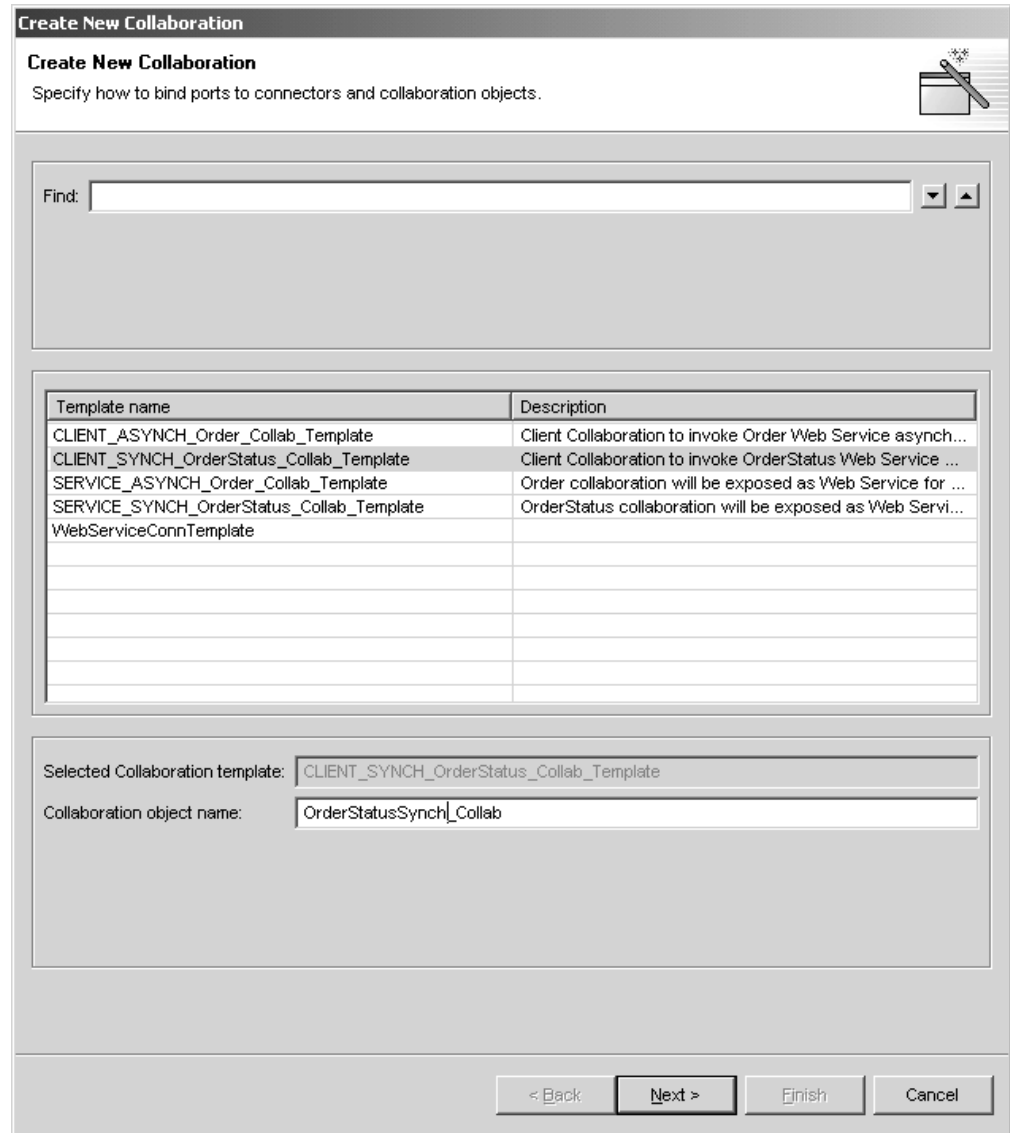 Create New Collaboration
Create New Collaboration
Specify how to bind ports to connectors and collaboration objects.
Find:
Template name Description
CLIENT_ASYNCH_Order_Collab_Template Client Collaboration to invoke Order Web Service asynch...
CLIENT_SYNCH_OrderStatus_Collab_Template Client Collaboration to invoke OrderStatus Web Service ...
SERVICE_ASYNCH_Order_Collab_Template Order collaboration will be exposed as Web Service for ...
SERVICE_SYNCH_OrderStatus_Collab_Template OrderStatus collaboration will be exposed as Web Servi...
WebServiceConnTemplate
Selected Collaboration template: CLIENT_SYNCH_OrderStatus_Collab_Template
Collaboration object name: OrderStatusSynch_Collab
< Back Next > Finish Cancel